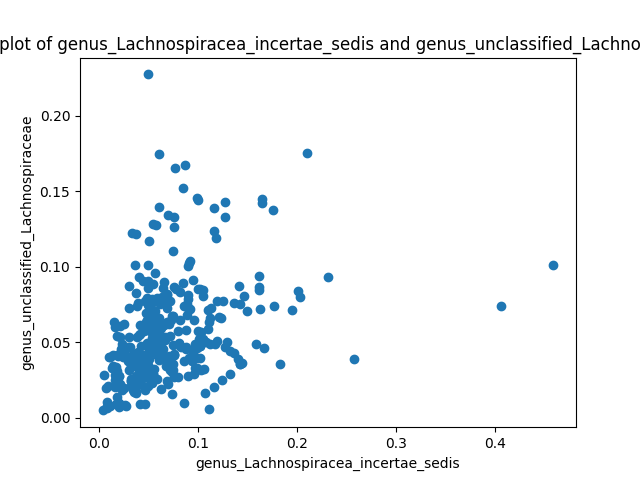 plot of genus_Lachnospiracea_incertae_sedis and genus_unclassified_Lachno
genus_unclassified_Lachnospiraceae
0.20
0.15
0.10
0.05
0.00
0.0 0.1 0.2 0.3 0.4
genus_Lachnospiracea_incertae_sedis